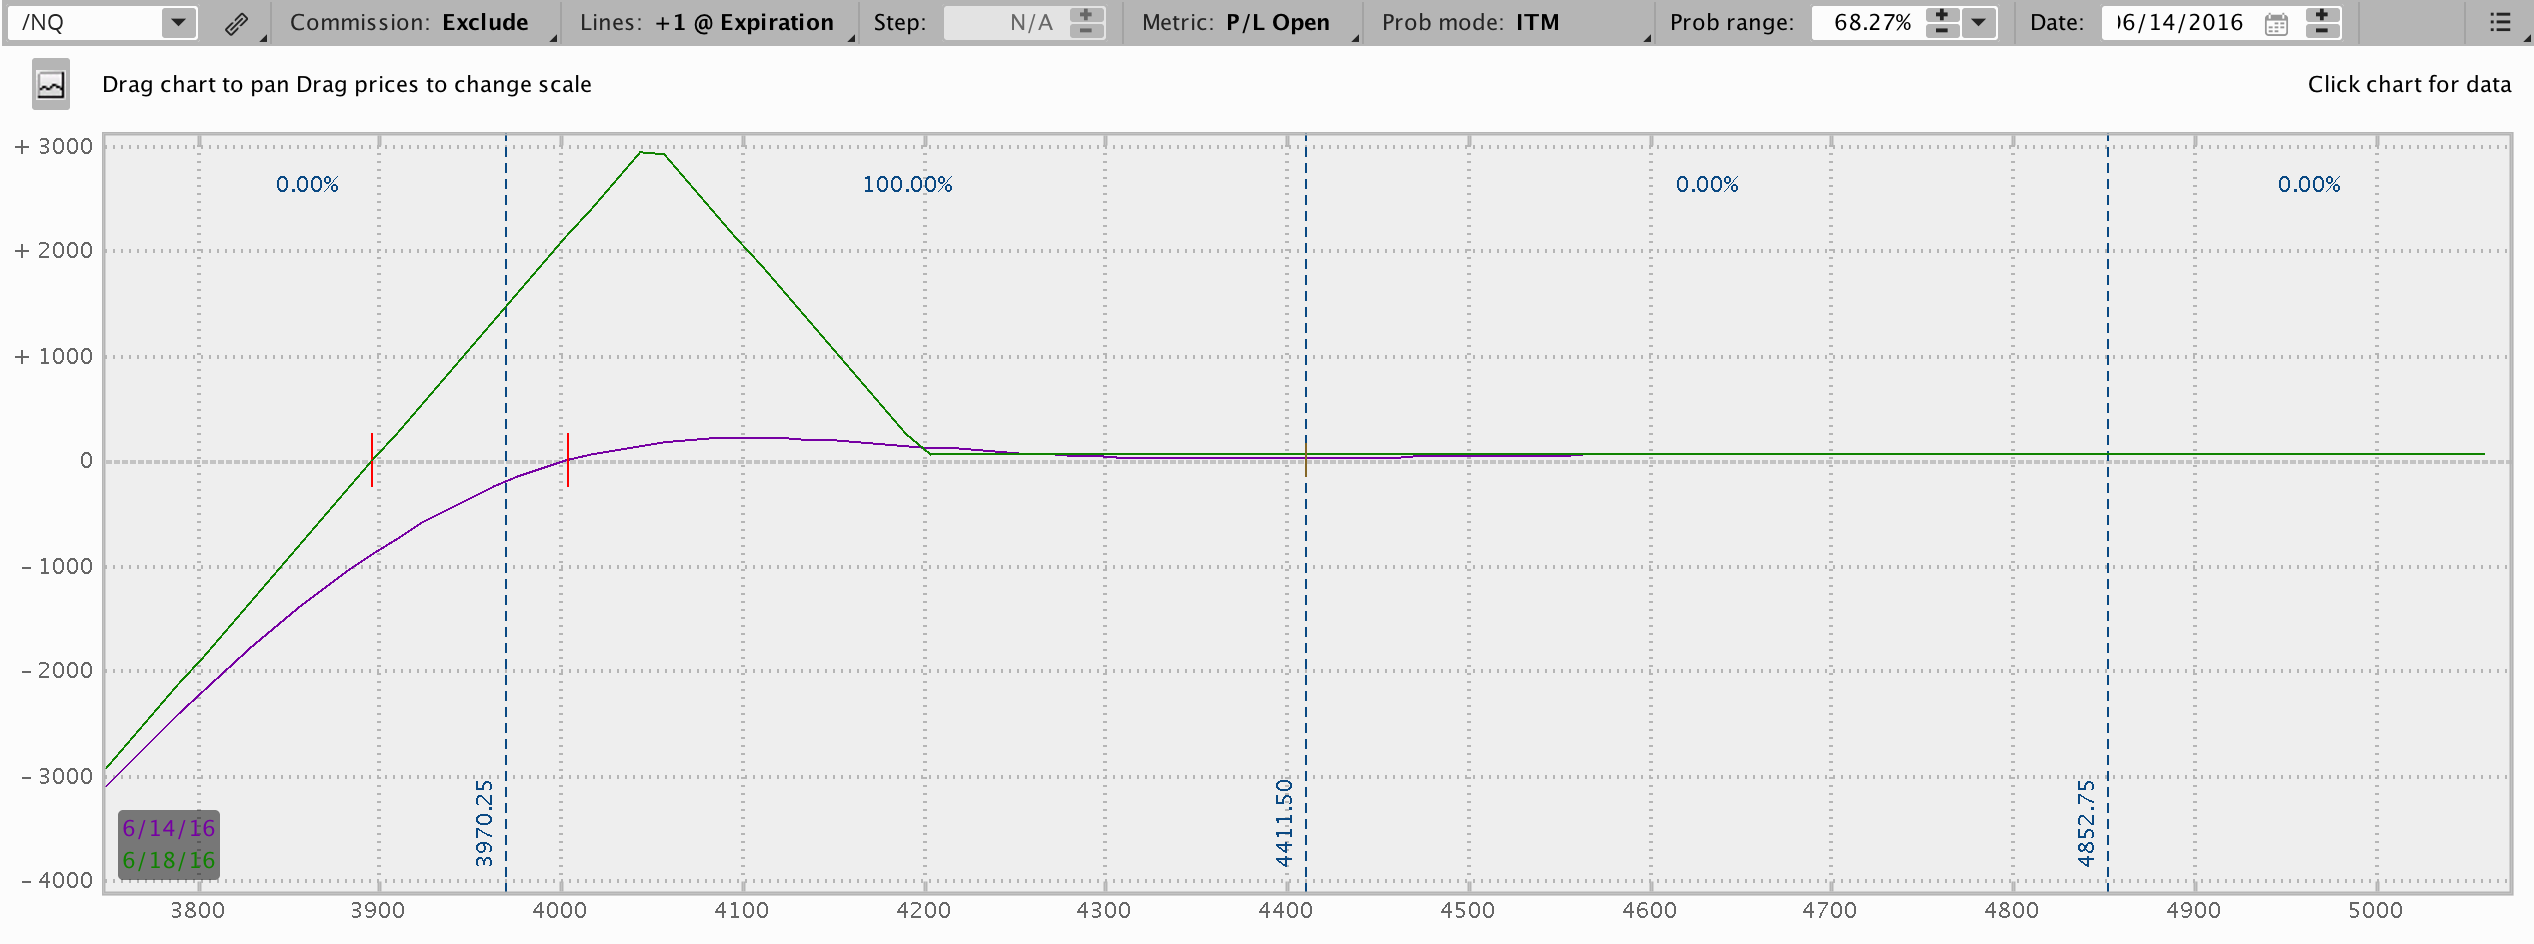 /NQ Commission: Exclude Lines: +1 @ Expiration Step: N/A Metric: P/L Open Prob mode: ITM Prob range: 68.27% Date: 06/14/2016
Drag chart to pan Drag prices to change scale Click chart for data
+ 3000
0.00% 100.00% 0.00% 0.00%
+ 2000
+ 1000
0
- 1000
- 2000
- 3000
3970.25 4411.50 4852.75
6/14/16
6/18/16
- 4000
3800 3900 4000 4100 4200 4300 4400 4500 4600 4700 4800 4900 5000